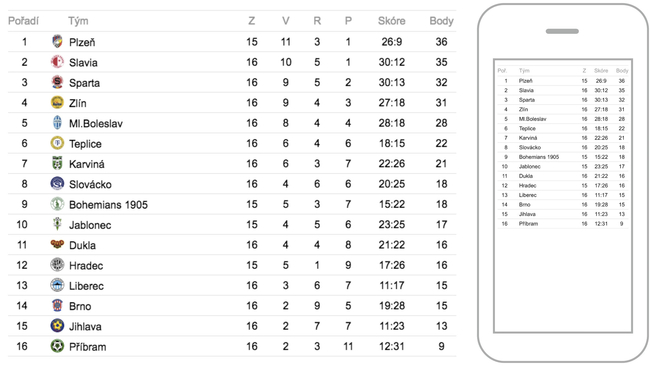 Pořadí Tým Z V R P Skóre Body
1 Plzeň 15 11 3 1 26:9 36
2 Slavia 16 10 5 1 30:12 35
3 Sparta 16 9 5 2 30:13 32
4 Zlín 16 9 4 3 27:18 31
5 Ml.Boleslav 16 8 4 4 28:18 28
6 Teplice 16 6 4 6 18:15 22
7 Karviná 16 6 3 7 22:26 21
8 Slovácko 16 4 6 6 20:25 18
9 Bohemians 1905 15 5 3 7 15:22 18
10 Jablonec 15 4 5 6 23:25 17
11 Dukla 16 4 4 8 21:22 16
12 Hradec 15 5 1 9 17:26 16
13 Liberec 16 3 6 7 11:17 15
14 Brno 16 2 9 5 19:28 15
15 Jihlava 16 2 7 7 11:23 13
16 Příbram 16 2 3 11 12:31 9
Poř. Tým Z Skóre Body
1 Plzeň 15 26:9 36
2 Slavia 16 30:12 35
3 Sparta 16 30:13 32
4 Zlín 16 27:18 31
5 Ml.Boleslav 16 28:18 28
6 Teplice 16 18:15 22
7 Karviná 16 22:26 21
8 Slovácko 16 20:25 18
9 Bohemians 1905 15 15:22 18
10 Jablonec 15 23:25 17
11 Dukla 16 21:22 16
12 Hradec 15 17:26 16
13 Liberec 16 11:17 15
14 Brno 16 19:28 15
15 Jihlava 16 11:23 13
16 Příbram 16 12:31 9